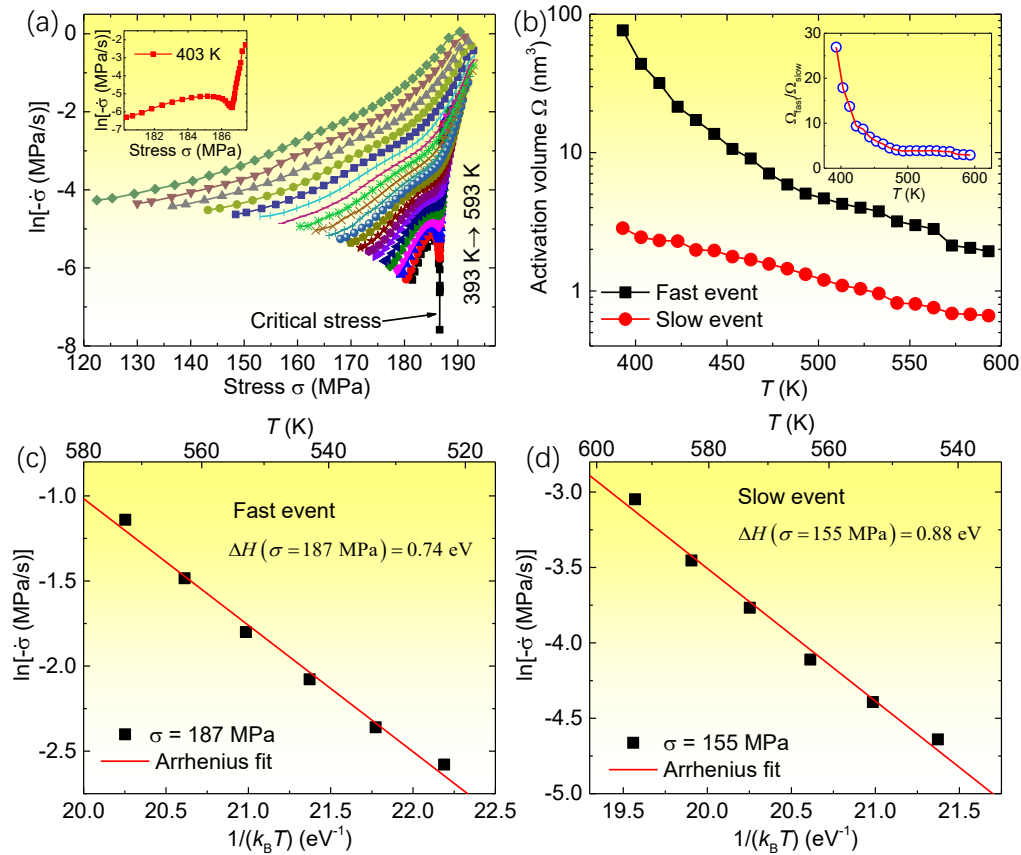 (a)
0
-2
-4
-6
-8
ln[-σ̇ (MPa/s)]
120 130 140 150 160 170 180 190
Stress σ (MPa)
393 K→ 593 K
Critical stress
403 K
-2
-3
-4
-5
-6
-7
ln[-σ̇ (MPa/s)]
182 184 186
Stress σ (MPa)
(b)
100
10
1
Activation volume Ω (nm³)
400 450 500 550 600
T (K)
Fast event
Slow event
30
20
10
0
Ω_fast/Ω_slow
400 500 600
T (K)
(c)
T (K)
580 560 540 520
-1.0
-1.5
-2.0
-2.5
ln[-σ̇ (MPa/s)]
Fast event
ΔH(σ=187 MPa)=0.74 eV
σ = 187 MPa
Arrhenius fit
20.0 20.5 21.0 21.5 22.0 22.5
1/(k_BT) (eV⁻¹)
(d)
T (K)
600 580 560 540
-3.0
-3.5
-4.0
-4.5
-5.0
ln[-σ̇ (MPa/s)]
Slow event
ΔH(σ=155 MPa)=0.88 eV
σ = 155 MPa
Arrhenius fit
19.5 20.0 20.5 21.0 21.5
1/(k_BT) (eV⁻¹)